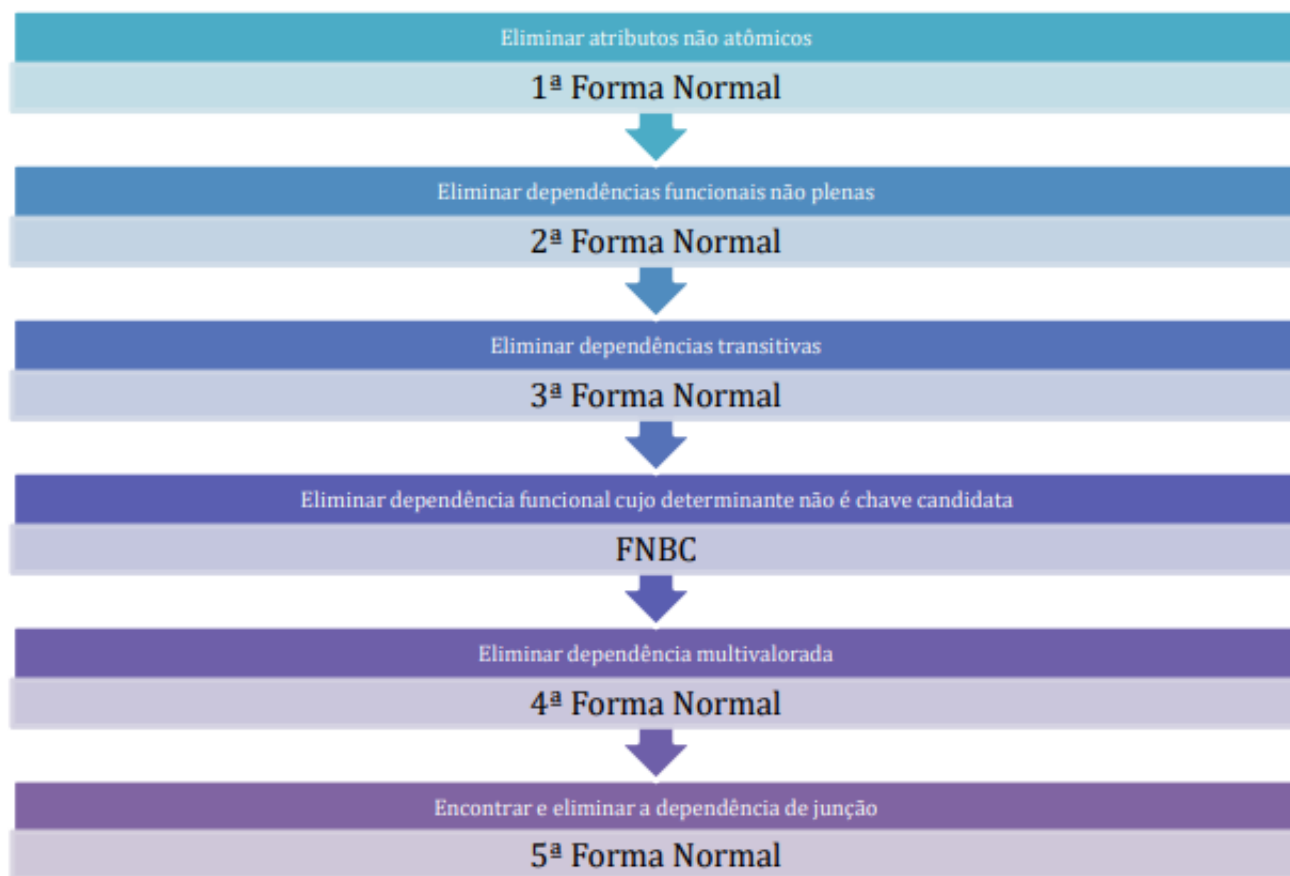 Eliminar atributos não atômicos
1ª Forma Normal
Eliminar dependências funcionais não plenas
2ª Forma Normal
Eliminar dependências transitivas
3ª Forma Normal
Eliminar dependência funcional cujo determinante não é chave candidata
FNBC
Eliminar dependência multivalorada
4ª Forma Normal
Encontrar e eliminar a dependência de junção
5ª Forma Normal